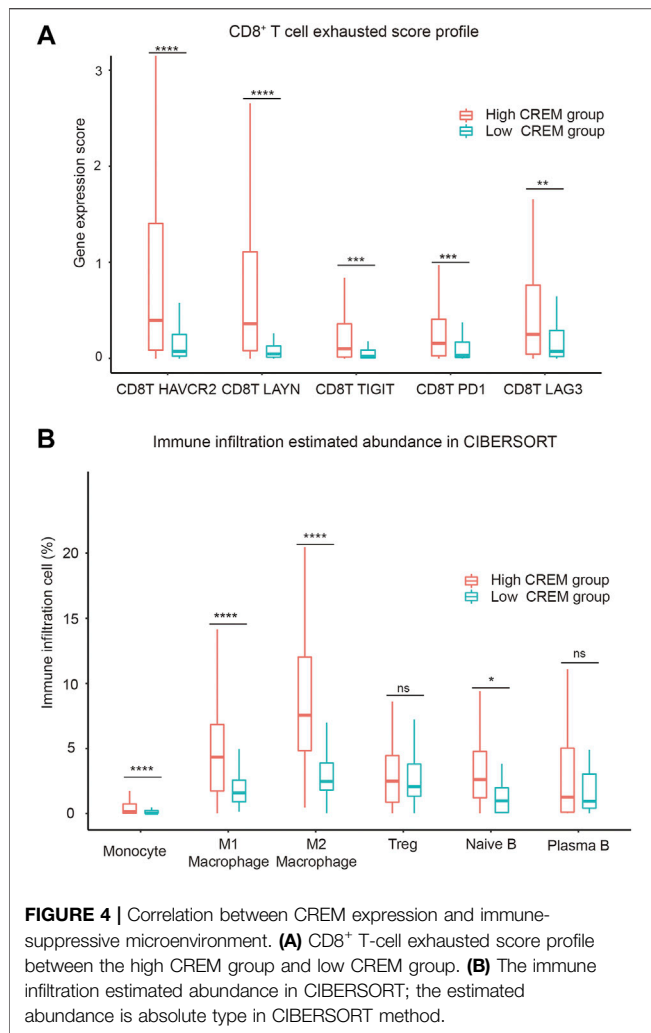 A
CD8⁺ T cell exhausted score profile
****
****
***
***
**
High CREM group
Low CREM group
Gene expression score
3
2
1
0
CD8T HAVCR2 CD8T LAYN CD8T TIGIT CD8T PD1 CD8T LAG3
B
Immune infiltration estimated abundance in CIBERSORT
****
****
****
ns
*
ns
High CREM group
Low CREM group
Immune infiltration cell (%)
20
15
10
5
0
Monocyte M1 Macrophage M2 Macrophage Treg Naive B Plasma B
FIGURE 4 | Correlation between CREM expression and immune-
suppressive microenvironment. (A) CD8⁺ T-cell exhausted score profile
between the high CREM group and low CREM group. (B) The immune
infiltration estimated abundance in CIBERSORT; the estimated
abundance is absolute type in CIBERSORT method.